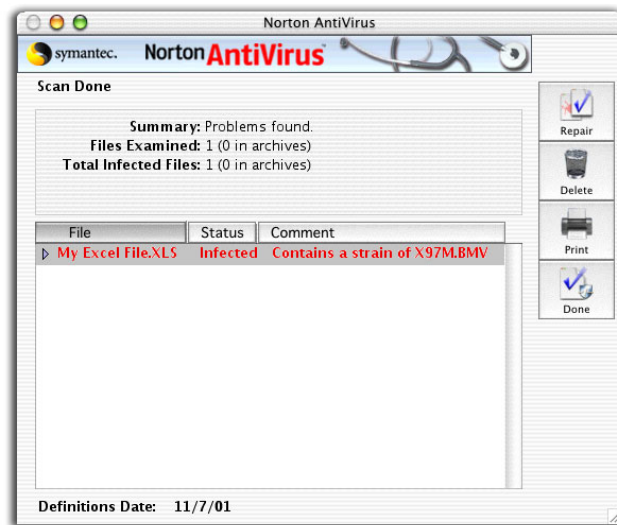 Norton AntiVirus
symantec. Norton AntiVirus
Scan Done
Summary: Problems found.
Files Examined: 1 (0 in archives)
Total Infected Files: 1 (0 in archives)
File Status Comment
My Excel File.XLS Infected Contains a strain of X97M.BMV
Repair
Delete
Print
Done
Definitions Date: 11/7/01